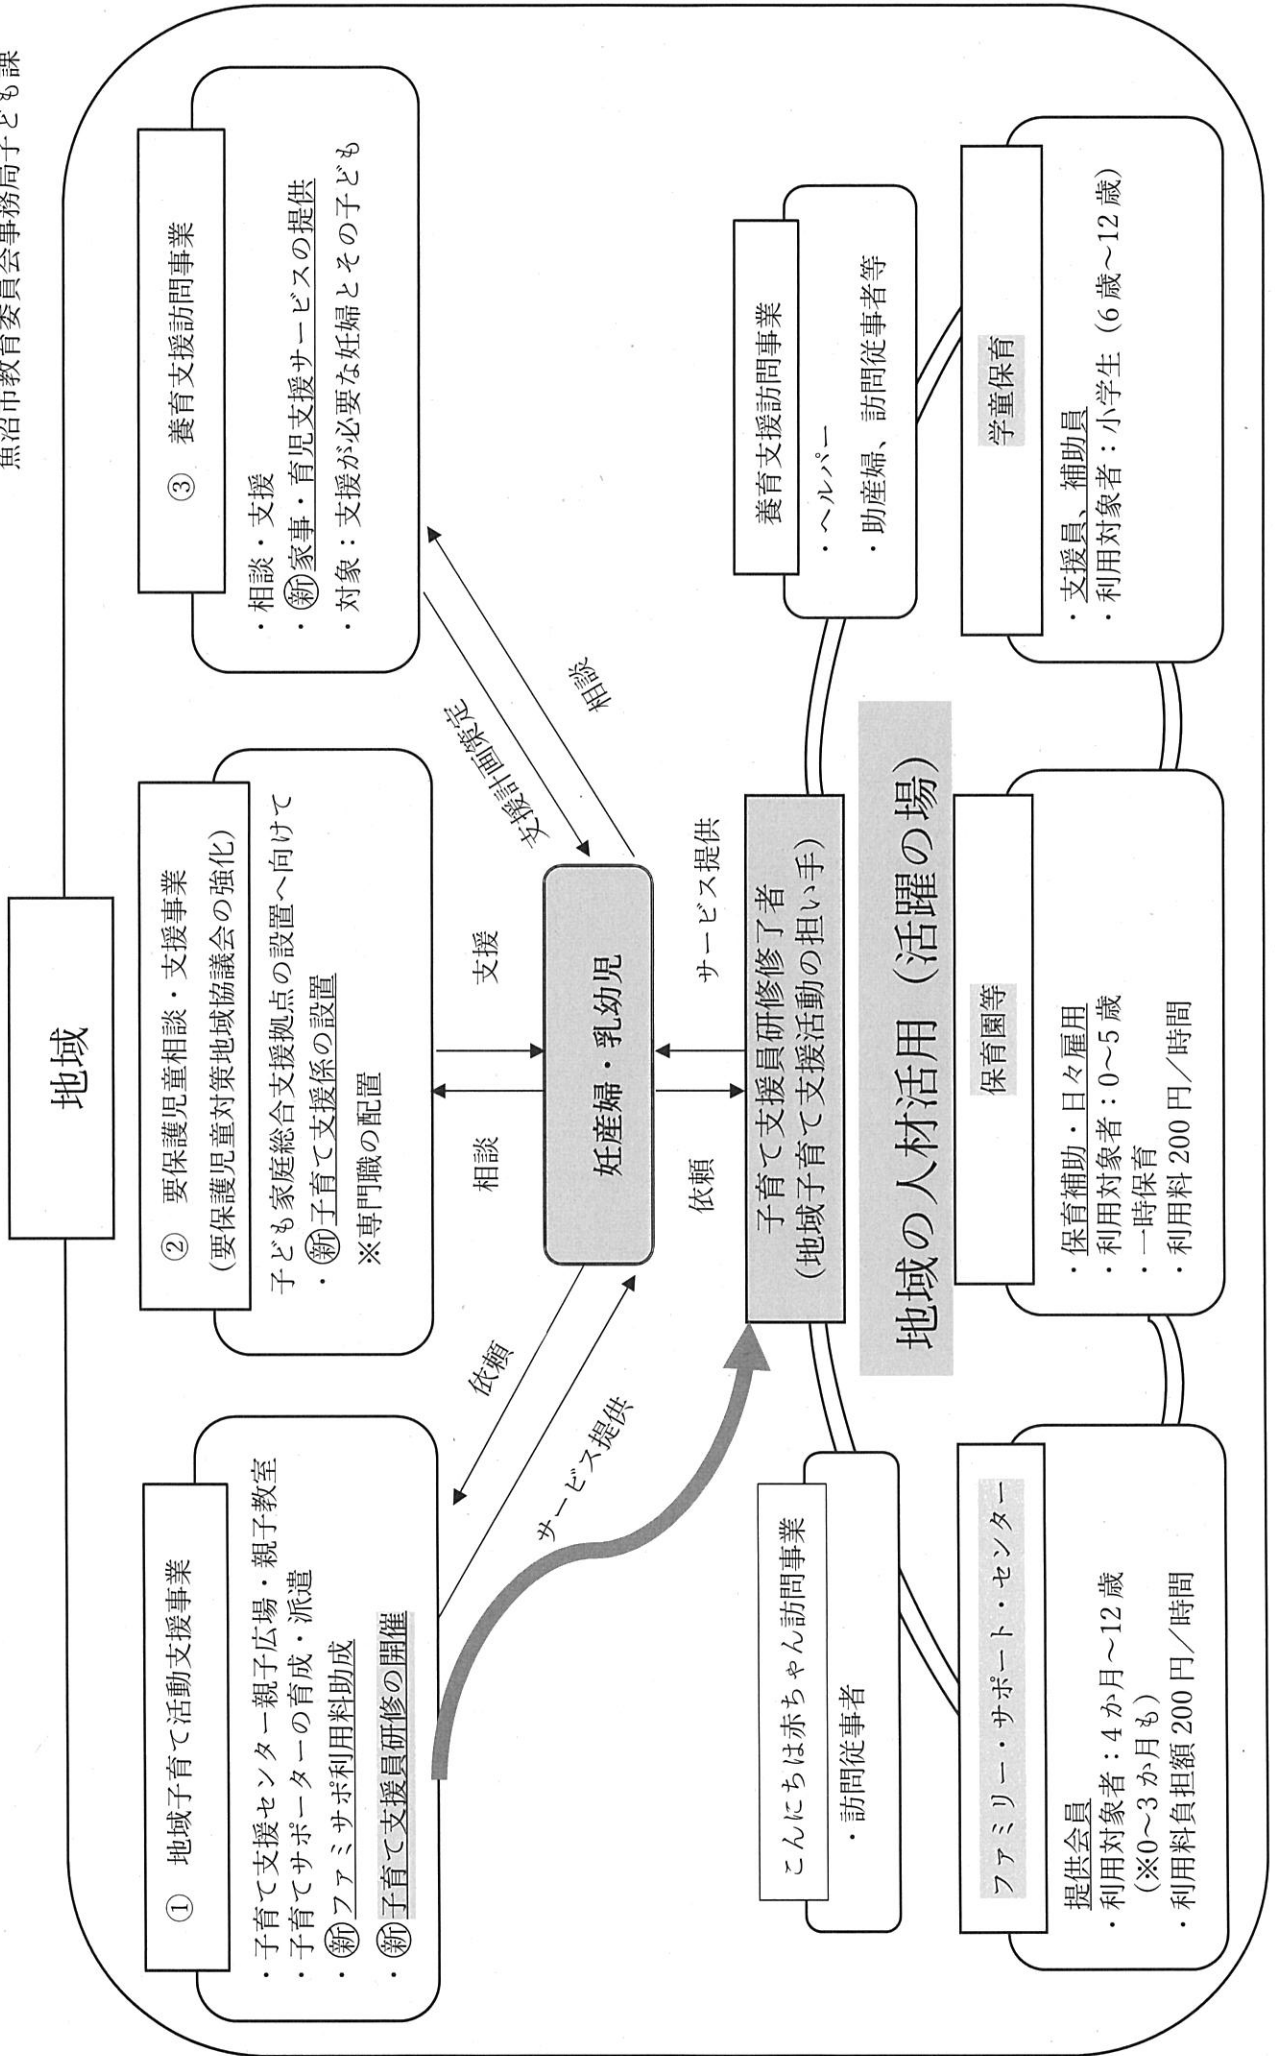 魚沼市教育委員会事務局子ども課
地域
① 地域子育て活動支援事業
・子育て支援センター親子広場・親子教室
・子育てサポーターの育成・派遣
・㊟ファミサポ利用料助成
・㊟子育て支援員研修の開催
② 要保護児童相談・支援事業
(要保護児童対策地域協議会の強化)
子ども家庭総合支援拠点の設置へ向けて
・㊟子育て支援係の設置
※専門職の配置
③ 養育支援訪問事業
・相談・支援
・㊟家事・育児支援サービスの提供
・対象：支援が必要な妊婦とその子ども
依頼
サービス提供
相談
支援
支援計画策定
相談
妊産婦・乳幼児
依頼
サービス提供
子育て支援員研修修了者
(地域子育て支援活動の担い手)
こんにちは赤ちゃん訪問事業
・訪問従事者
養育支援訪問事業
・ヘルパー
・助産婦、訪問従事者等
地域の人材活用（活躍の場）
ファミリー・サポート・センター
提供会員
・利用対象者：4か月～12歳
(※0～3か月も)
・利用料負担額200円／時間
保育園等
・保育補助・日々雇用
・利用対象者：0～5歳
・一時保育
・利用料200円／時間
学童保育
・支援員、補助員
・利用対象者：小学生（6歳～12歳）